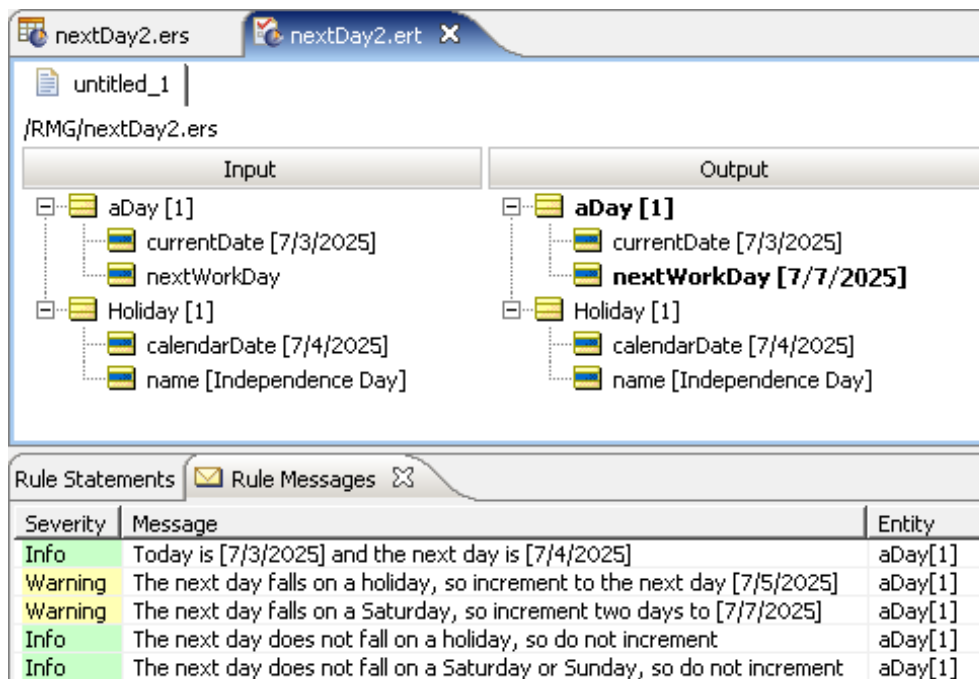 nextDay2.ers nextDay2.ert
untitled_1
/RMG/nextDay2.ers
Input Output
aDay [1] aDay [1]
currentDate [7/3/2025] currentDate [7/3/2025]
nextWorkDay nextWorkDay [7/7/2025]
Holiday [1] Holiday [1]
calendarDate [7/4/2025] calendarDate [7/4/2025]
name [Independence Day] name [Independence Day]
Rule Statements Rule Messages
Severity Message Entity
Info Today is [7/3/2025] and the next day is [7/4/2025] aDay[1]
Warning The next day falls on a holiday, so increment to the next day [7/5/2025] aDay[1]
Warning The next day falls on a Saturday, so increment two days to [7/7/2025] aDay[1]
Info The next day does not fall on a holiday, so do not increment aDay[1]
Info The next day does not fall on a Saturday or Sunday, so do not increment aDay[1]